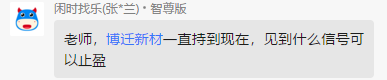 闲时找乐(张*兰)·智尊版
老师，博迁新材一直持到现在，见到什么信号可
以止盈